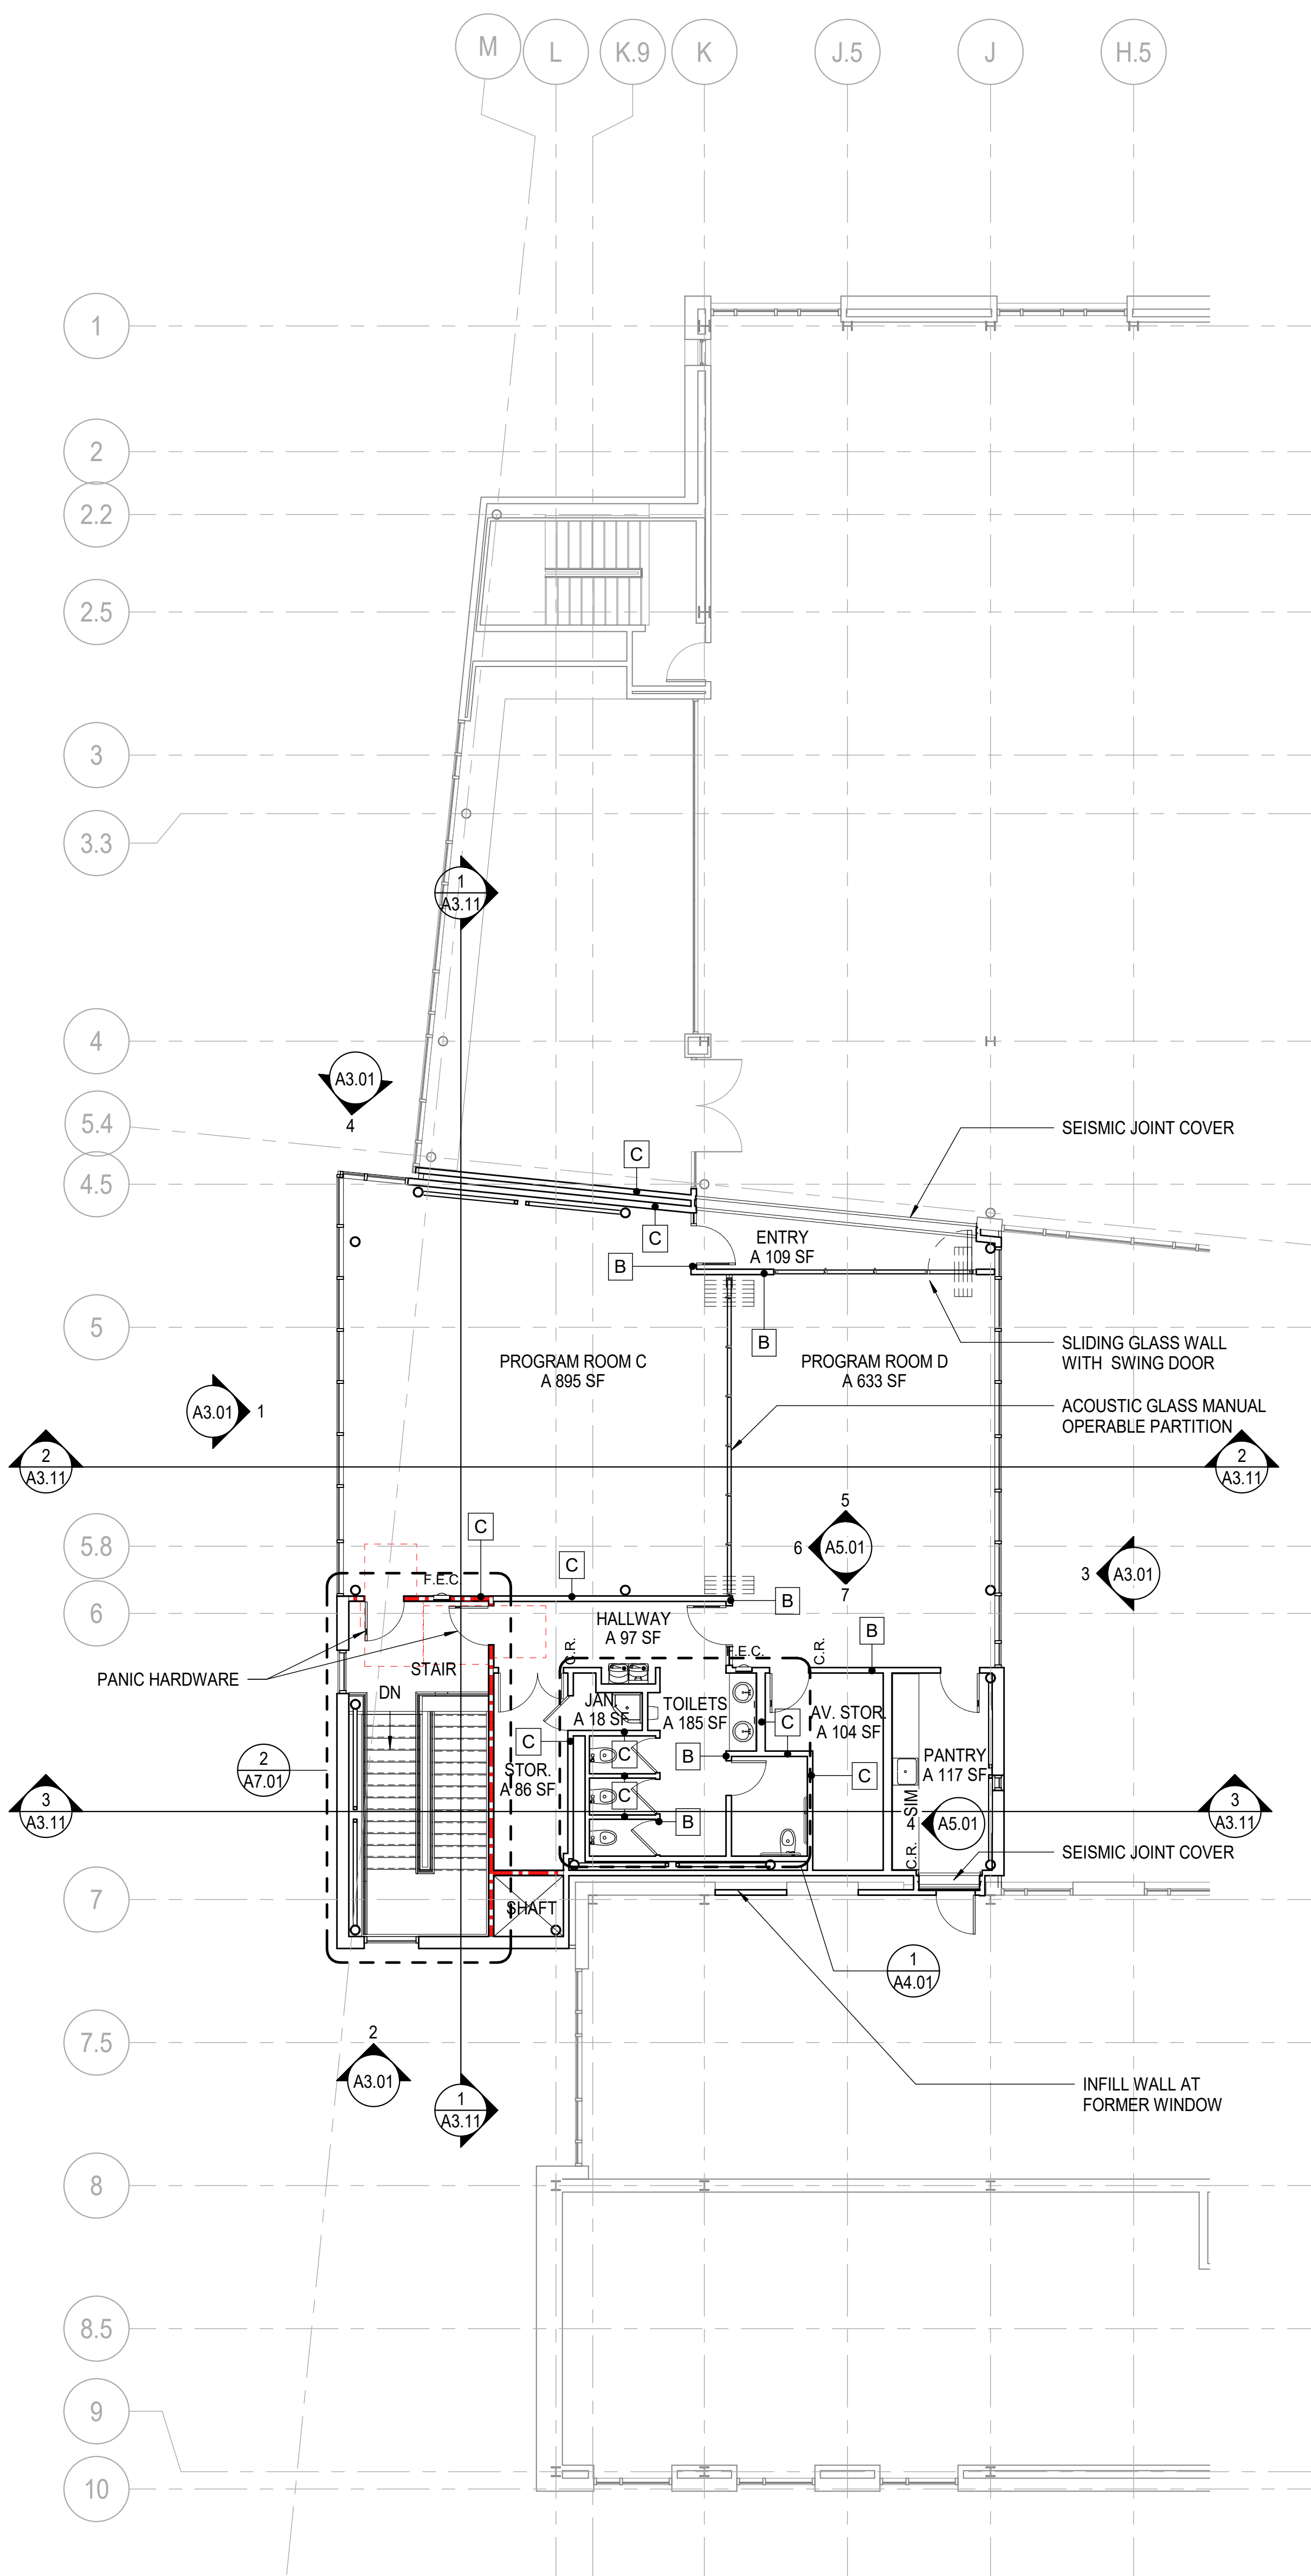 M
L
K.9
K
J.5
J
H.5
1
2
2.2
2.5
3
3.3
1
A3.11
4
A3.01
4
5.4
4.5
SEISMIC JOINT COVER
C
C
ENTRY
A 109 SF
B
B
5
SLIDING GLASS WALL
WITH SWING DOOR
PROGRAM ROOM C
A 895 SF
PROGRAM ROOM D
A 633 SF
ACOUSTIC GLASS MANUAL
OPERABLE PARTITION
A3.01
1
2
A3.11
2
A3.11
5
6
A5.01
7
5.8
C
C
3
A3.01
F.E.C.
6
B
HALLWAY
A 97 SF
C.R.
F.E.C.
C.R.
B
PANIC HARDWARE
STAIR
DN
JAN.
A 18 SF
TOILETS
A 185 SF
AV. STOR.
A 104 SF
C
C
C
B
C
PANTRY
A 117 SF
2
A7.01
STOR.
A 86 SF
C
B
SIM
4
A5.01
C.R.
3
A3.11
3
A3.11
SEISMIC JOINT COVER
7
SHAFT
1
A4.01
7.5
2
A3.01
1
A3.11
INFILL WALL AT
FORMER WINDOW
8
8.5
9
10